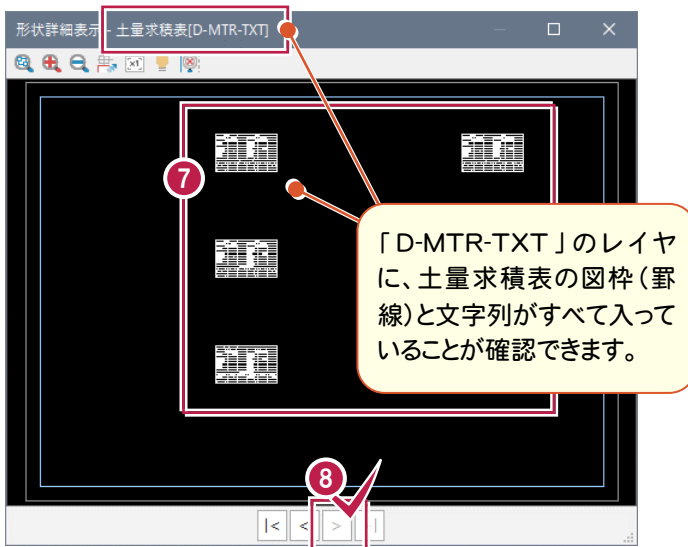 形状詳細表示 - 土量求積表[D-MTR-TXT]
7
「D-MTR-TXT」のレイヤ
に、土量求積表の図枠(罫
線)と文字列がすべて入って
いることが確認できます。
8
|< < > >|